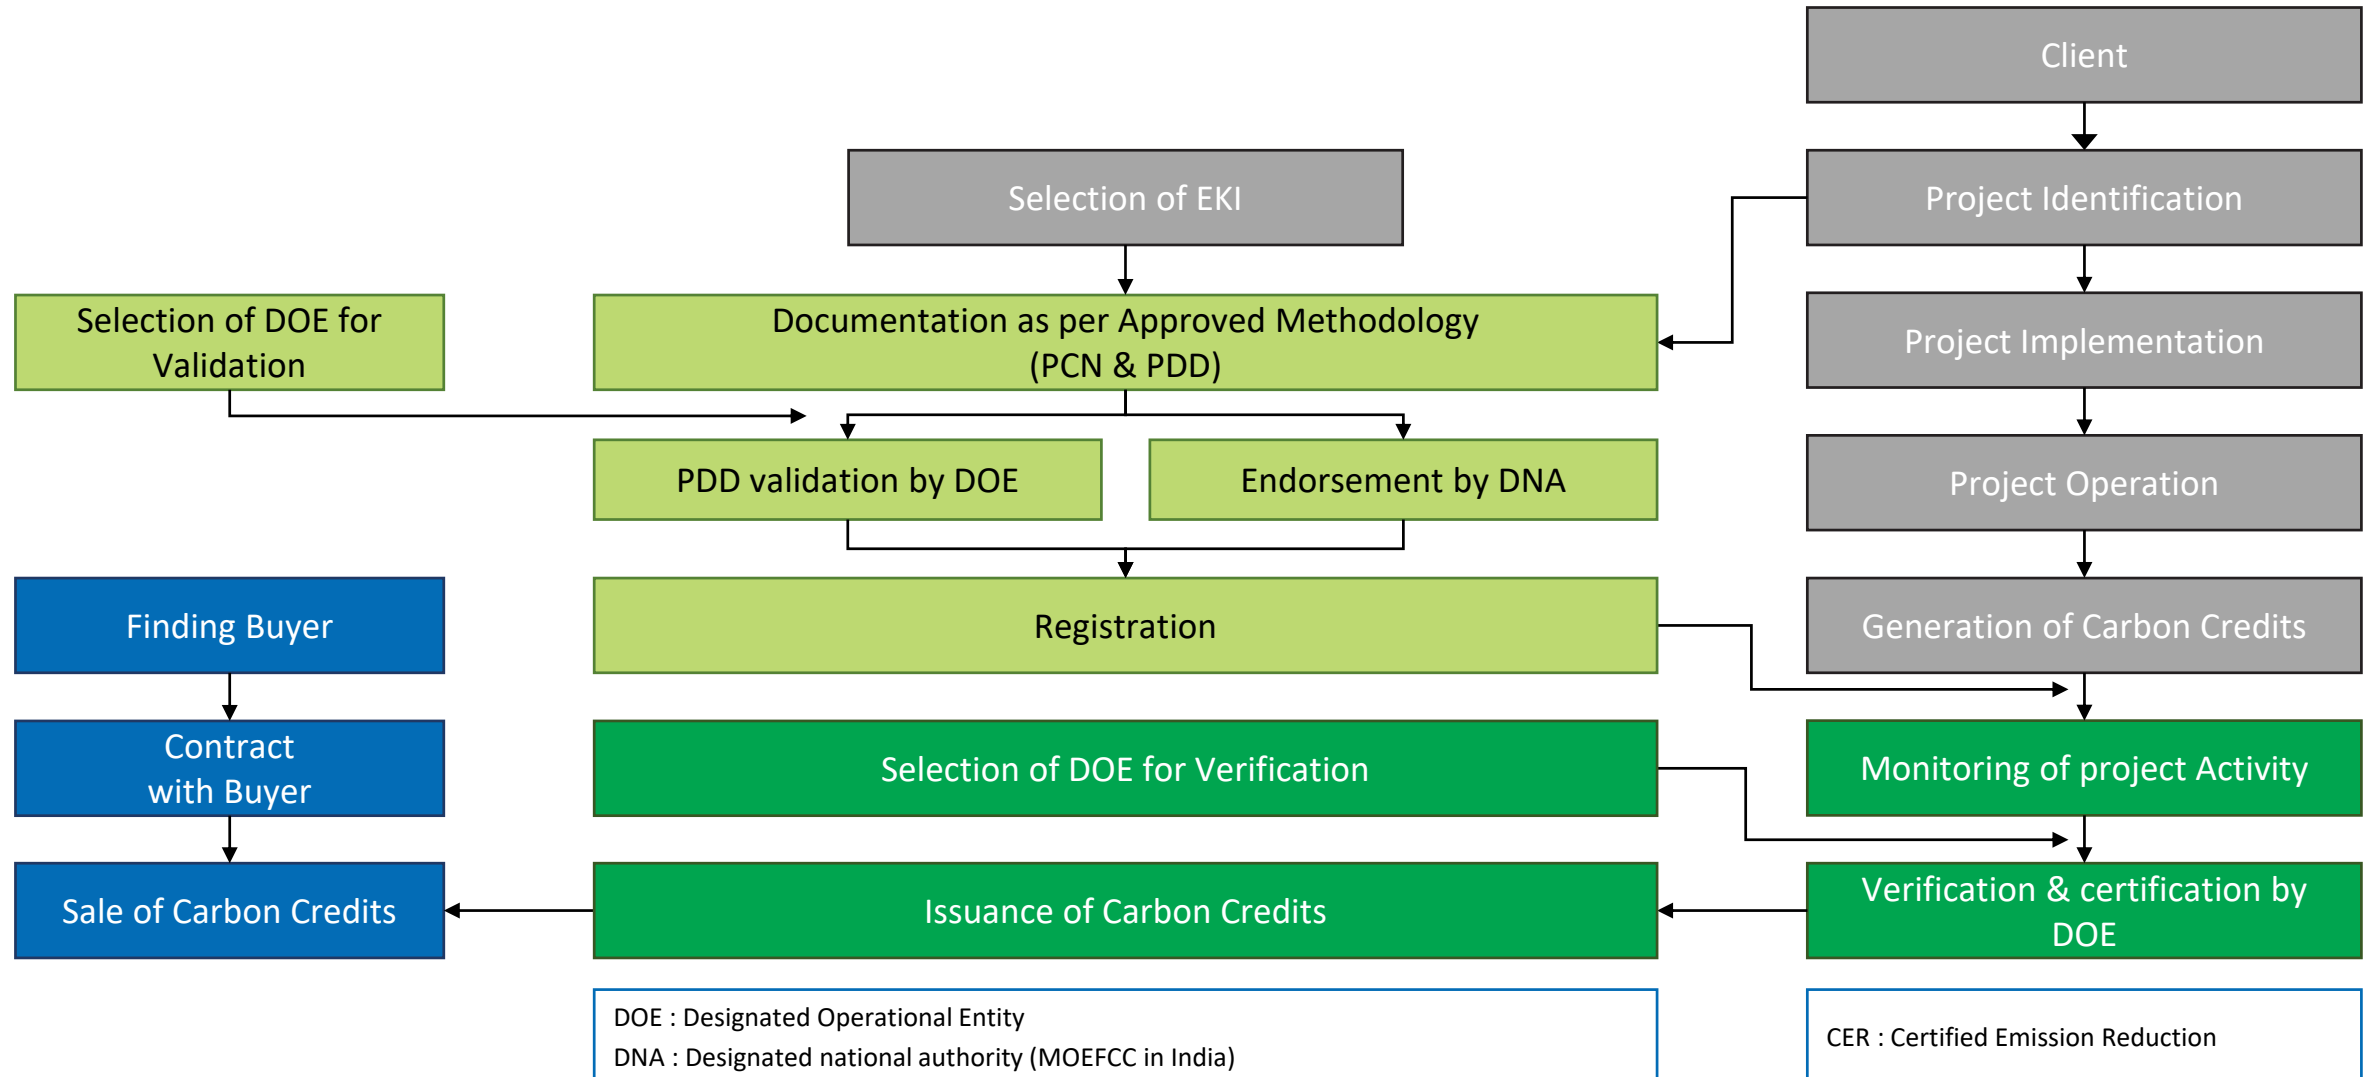 Client
Selection of EKI
Project Identification
Selection of DOE for
Validation
Documentation as per Approved Methodology
(PCN & PDD)
Project Implementation
PDD validation by DOE
Endorsement by DNA
Project Operation
Finding Buyer
Registration
Generation of Carbon Credits
Contract
with Buyer
Selection of DOE for Verification
Monitoring of project Activity
Sale of Carbon Credits
Issuance of Carbon Credits
Verification & certification by
DOE
DOE : Designated Operational Entity
DNA : Designated national authority (MOEFCC in India)
CER : Certified Emission Reduction